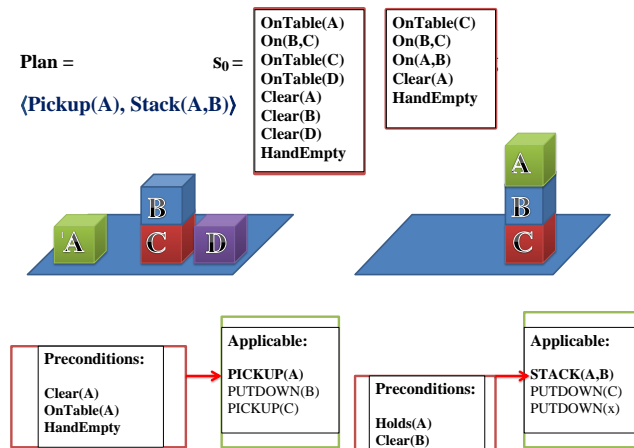 Plan =
⟨Pickup(A), Stack(A,B)⟩
s0 =
OnTable(A)
On(B,C)
OnTable(C)
OnTable(D)
Clear(A)
Clear(B)
Clear(D)
HandEmpty
OnTable(C)
On(B,C)
On(A,B)
Clear(A)
HandEmpty
A
B
C
D
A
B
C
Preconditions:
Clear(A)
OnTable(A)
HandEmpty
Applicable:
PICKUP(A)
PUTDOWN(B)
PICKUP(C)
Preconditions:
Holds(A)
Clear(B)
Applicable:
STACK(A,B)
PUTDOWN(C)
PUTDOWN(x)